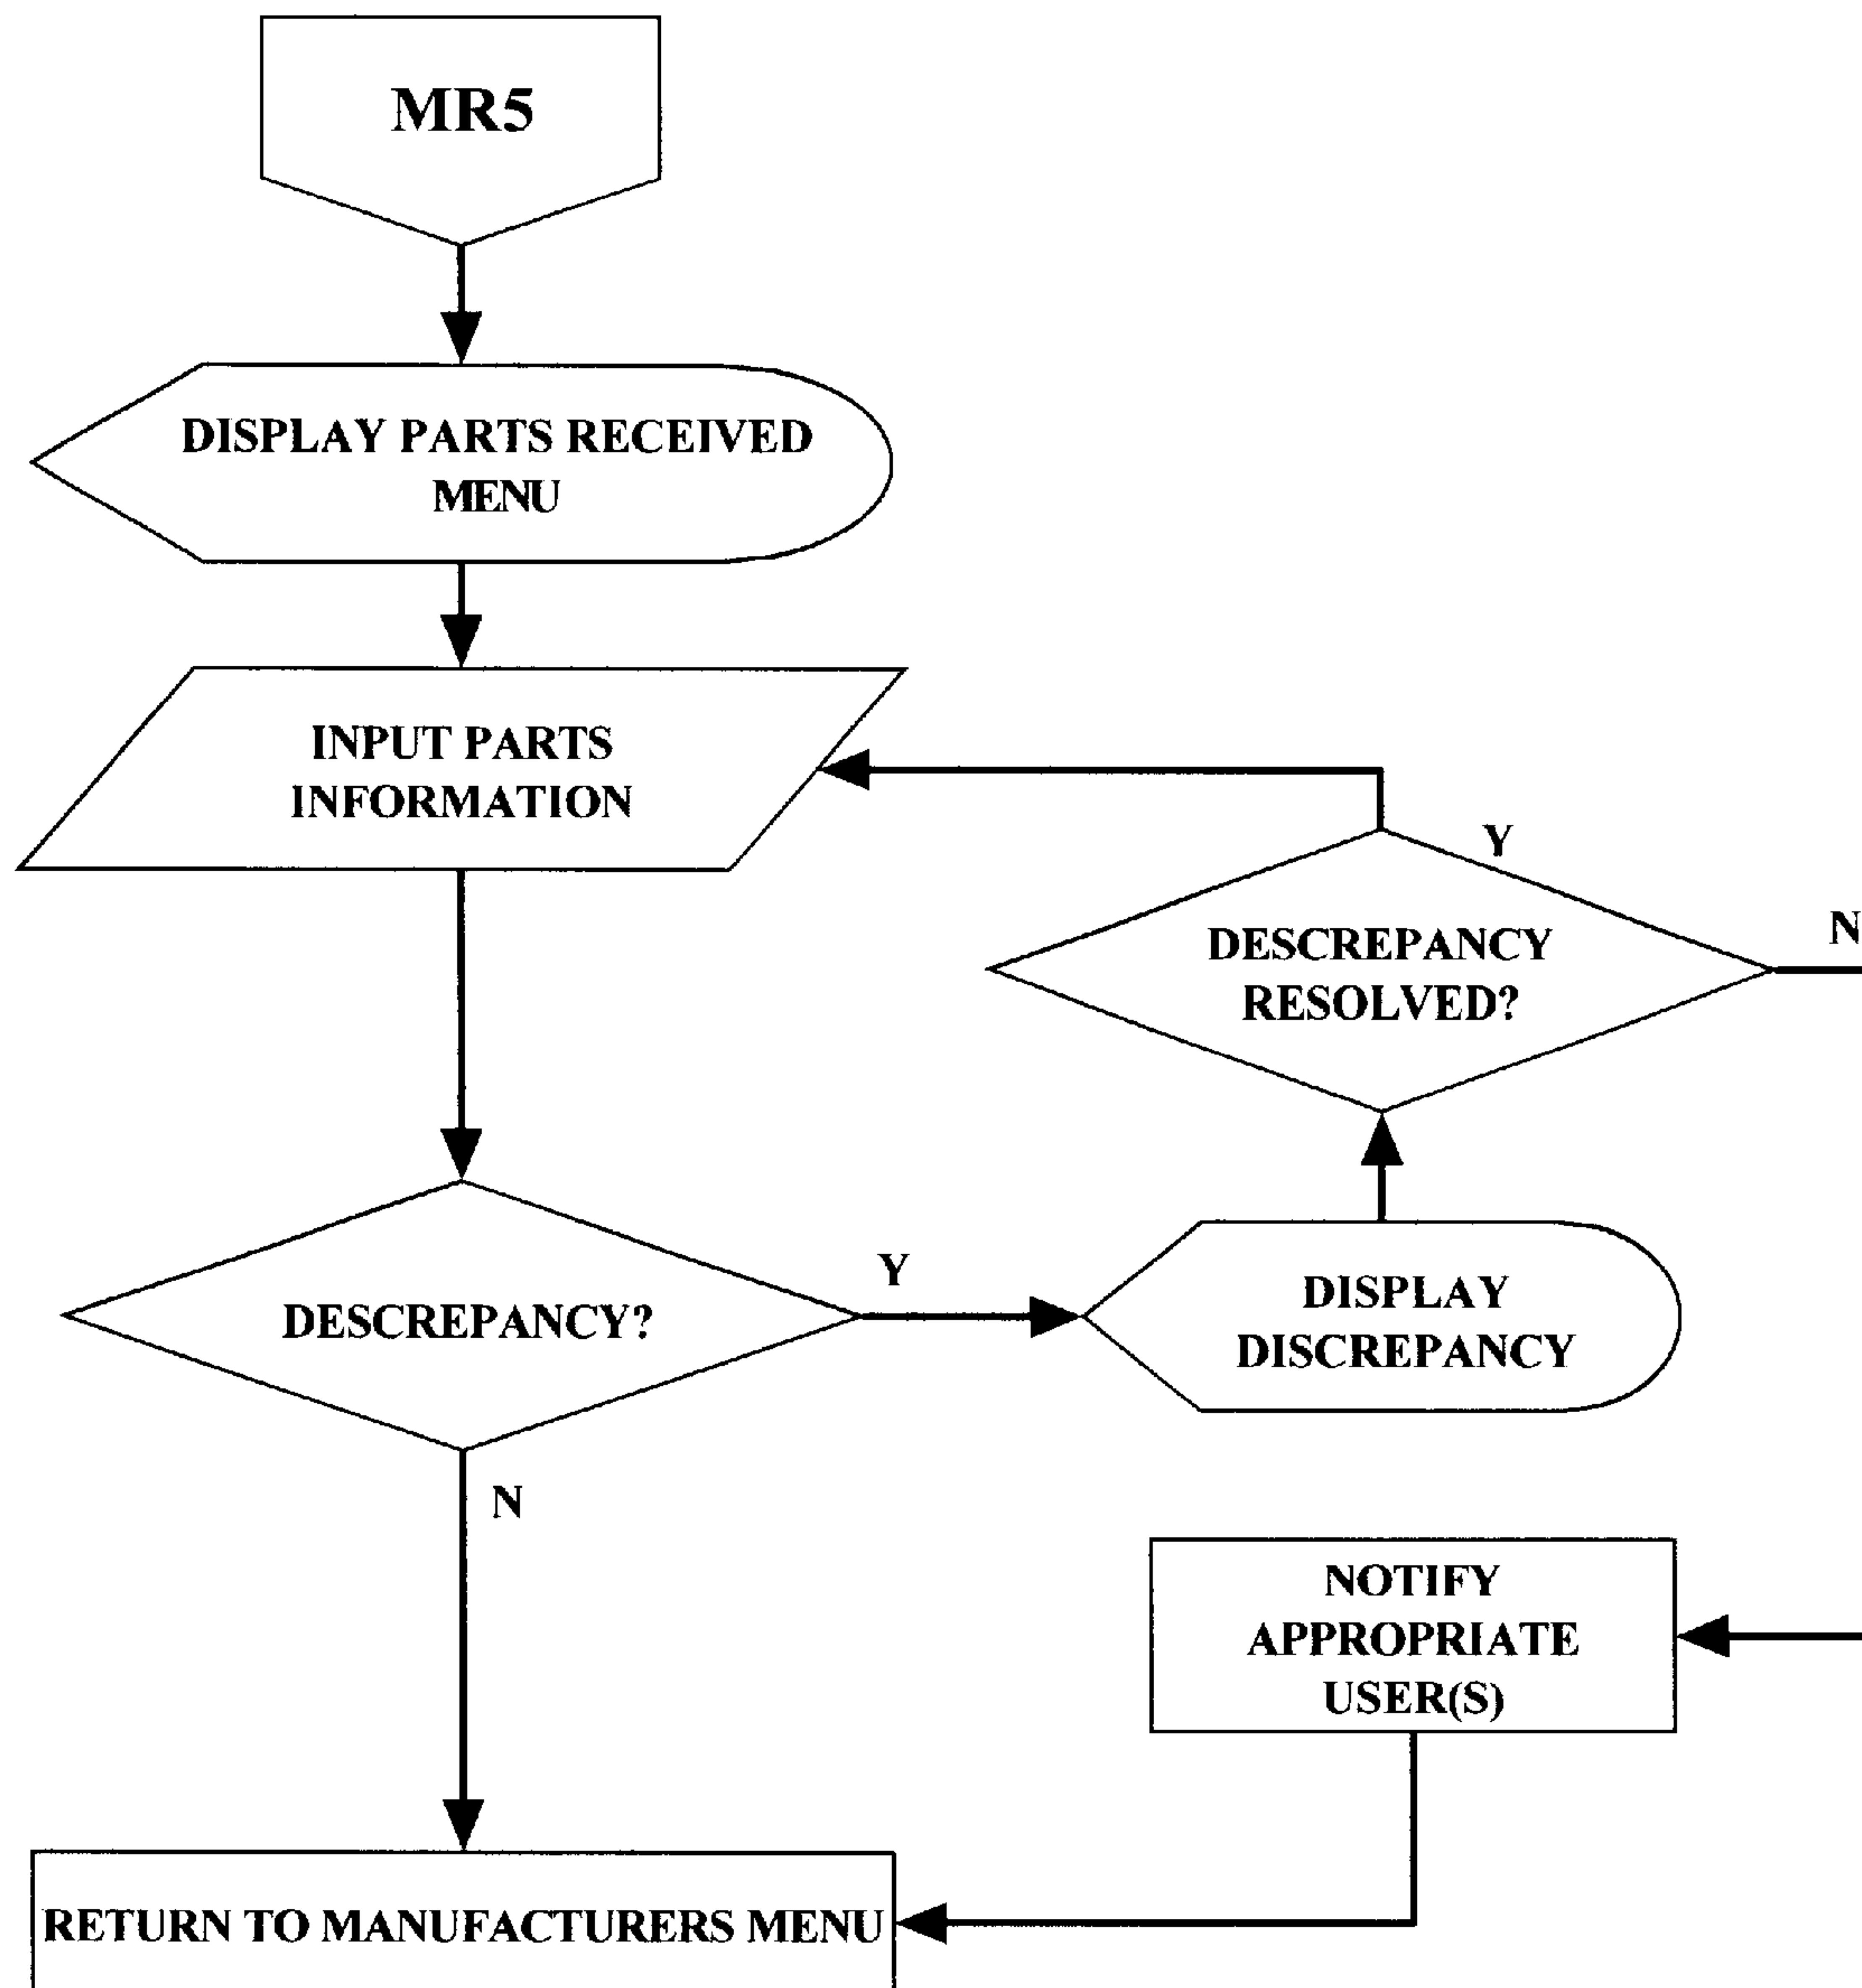 MR5
DISPLAY PARTS RECEIVED
MENU
INPUT PARTS
INFORMATION
Y
N
DESCREPANCY
RESOLVED?
DESCREPANCY?
Y
DISPLAY
DISCREPANCY
N
NOTIFY
APPROPRIATE
USER(S)
RETURN TO MANUFACTURERS MENU